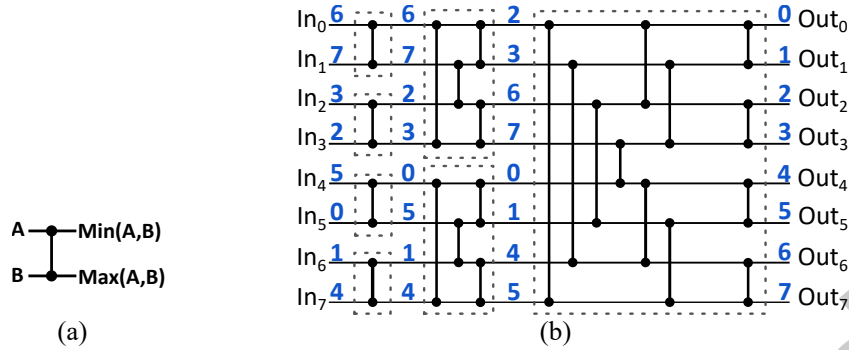 In0 6 6 2 0 Out0
In1 7 7 3 1 Out1
In2 3 2 6 2 Out2
In3 2 3 7 3 Out3
In4 5 0 0 4 Out4
In5 0 5 1 5 Out5
In6 1 1 4 6 Out6
In7 4 4 5 7 Out7
A Min(A,B)
B Max(A,B)
(a) (b)